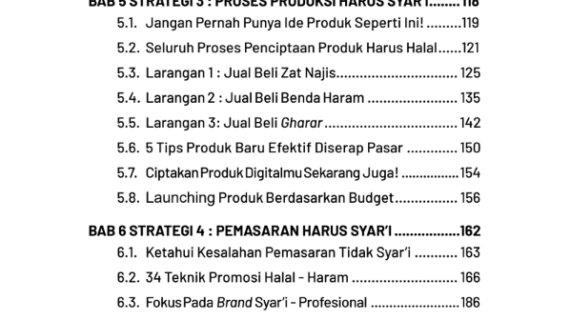 BAB 5 STRATEGI 3 : PROSES PRODUKSI HARUS SYAR'I........118
5.1. Jangan Pernah Punya Ide Produk Seperti Ini! .........119
5.2. Seluruh Proses Penciptaan Produk Harus Halal......121
5.3. Larangan 1 : Jual Beli Zat Najis............................... 125
5.4. Larangan 2 : Jual Beli Benda Haram ....................... 135
5.5. Larangan 3: Jual Beli Gharar.................................. 142
5.6. 5 Tips Produk Baru Efektif Diserap Pasar ............. 150
5.7. Ciptakan Produk Digitalmu Sekarang Juga! ................ 154
5.8. Launching Produk Berdasarkan Budget................ 156
BAB 6 STRATEGI 4 : PEMASARAN HARUS SYAR'I .................162
6.1. Ketahui Kesalahan Pemasaran Tidak Syar'i ........... 163
6.2. 34 Teknik Promosi Halal - Haram ........................... 166
6.3. Fokus Pada Brand Syar'i - Profesional ........................ 186